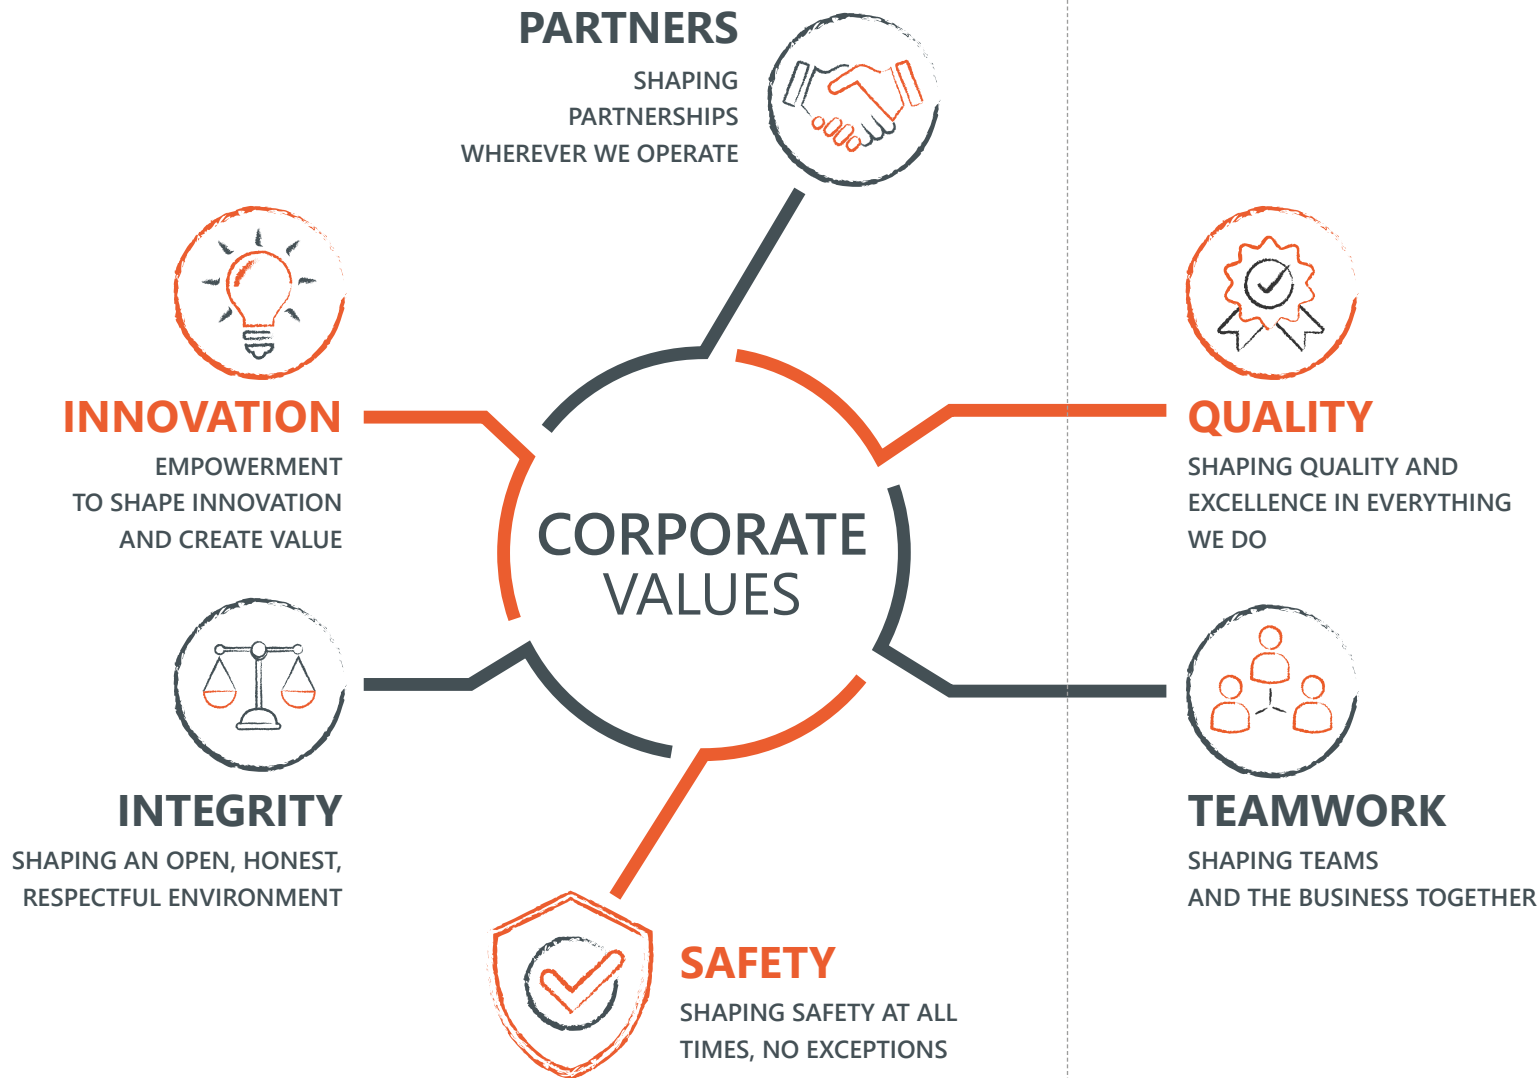 PARTNERS
SHAPING
PARTNERSHIPS
WHEREVER WE OPERATE
INNOVATION
EMPOWERMENT
TO SHAPE INNOVATION
AND CREATE VALUE
QUALITY
SHAPING QUALITY AND
EXCELLENCE IN EVERYTHING
WE DO
CORPORATE
VALUES
INTEGRITY
SHAPING AN OPEN, HONEST,
RESPECTFUL ENVIRONMENT
TEAMWORK
SHAPING TEAMS
AND THE BUSINESS TOGETHER
SAFETY
SHAPING SAFETY AT ALL
TIMES, NO EXCEPTIONS